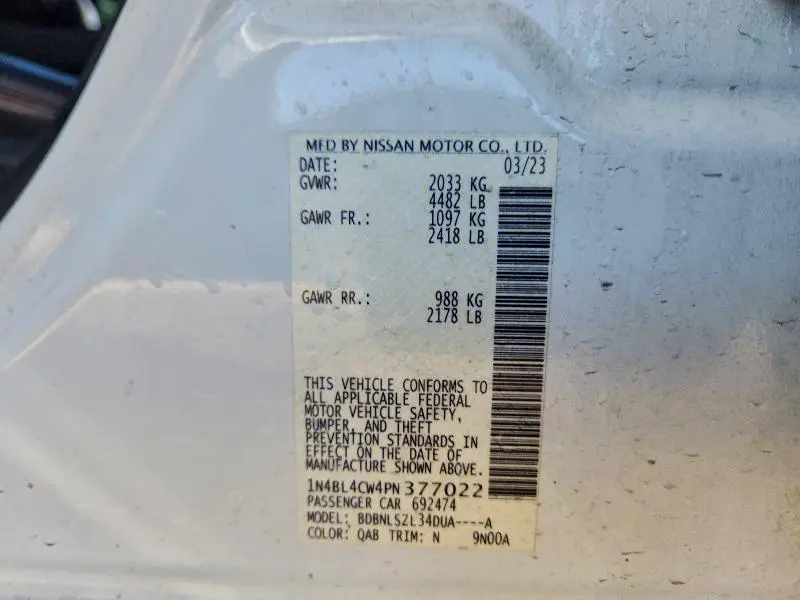 MFD BY NISSAN MOTOR CO., LTD.
DATE: 03/23
GVWR: 2033 KG
4482 LB
GAWR FR.: 1097 KG
2418 LB
GAWR RR.: 988 KG
2178 LB
THIS VEHICLE CONFORMS TO
ALL APPLICABLE FEDERAL
MOTOR VEHICLE SAFETY,
BUMPER, AND THEFT
PREVENTION STANDARDS IN
EFFECT ON THE DATE OF
MANUFACTURE SHOWN ABOVE.
1N4BL4CW4PN377022
PASSENGER CAR 692474
MODEL: BDBNLSZL34DUA----A
COLOR: QAB TRIM: N 9N00A